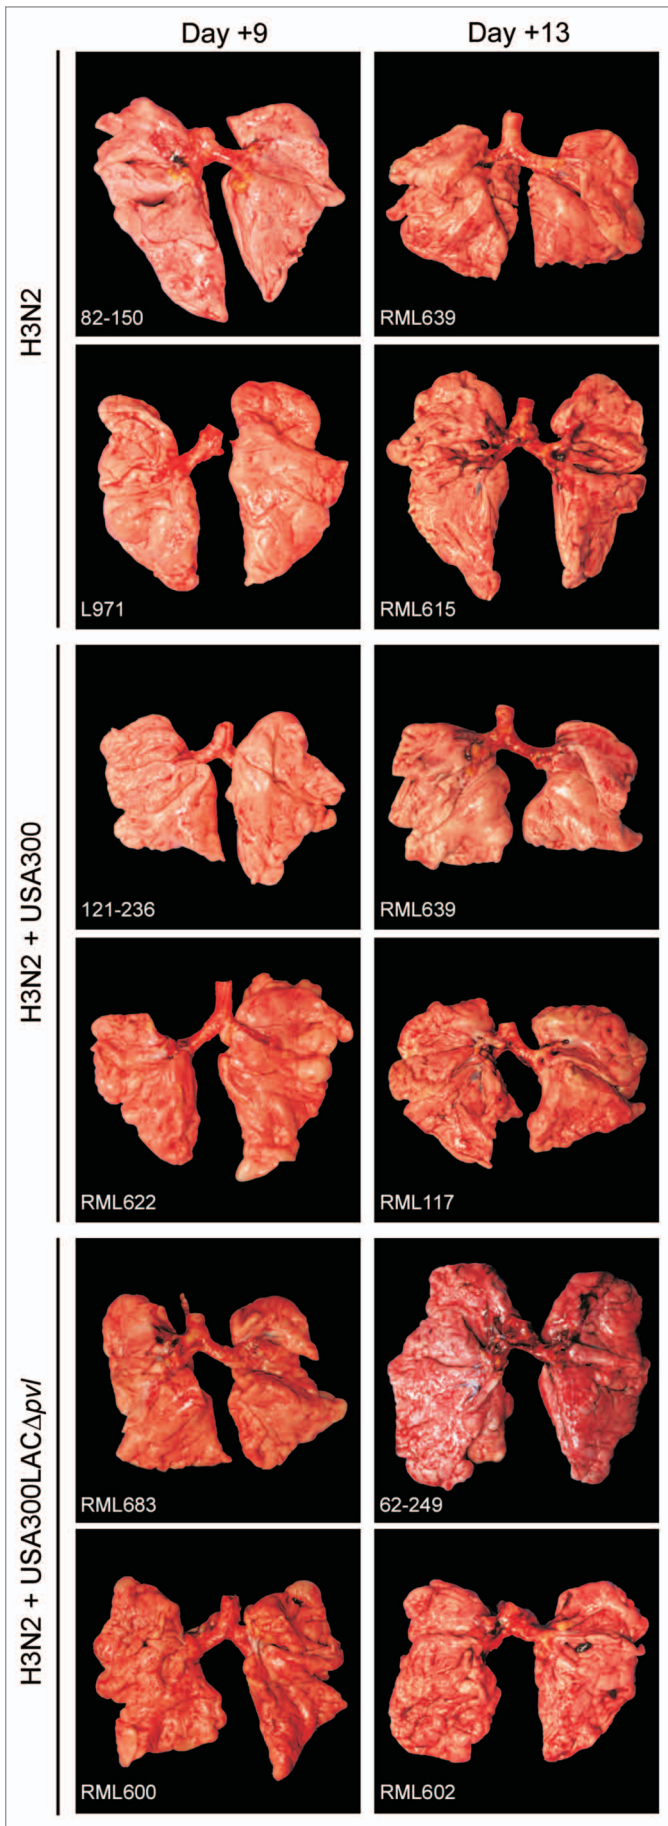 Day +9
Day +13
H3N2
82-150
RML639
L971
RML615
H3N2 + USA300
121-236
RML639
RML622
RML117
H3N2 + USA300LACΔpvl
RML683
62-249
RML600
RML602